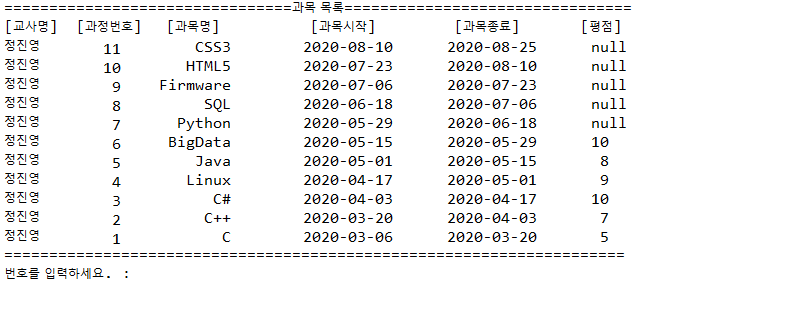 ================================과목 목록================================
[교사명] [과정번호] [과목명] [과목시작] [과목종료] [평점]
정진영 11 CSS3 2020-08-10 2020-08-25 null
정진영 10 HTML5 2020-07-23 2020-08-10 null
정진영 9 Firmware 2020-07-06 2020-07-23 null
정진영 8 SQL 2020-06-18 2020-07-06 null
정진영 7 Python 2020-05-29 2020-06-18 null
정진영 6 BigData 2020-05-15 2020-05-29 10
정진영 5 Java 2020-05-01 2020-05-15 8
정진영 4 Linux 2020-04-17 2020-05-01 9
정진영 3 C# 2020-04-03 2020-04-17 10
정진영 2 C++ 2020-03-20 2020-04-03 7
정진영 1 C 2020-03-06 2020-03-20 5
=====================================================================
번호를 입력하세요. :